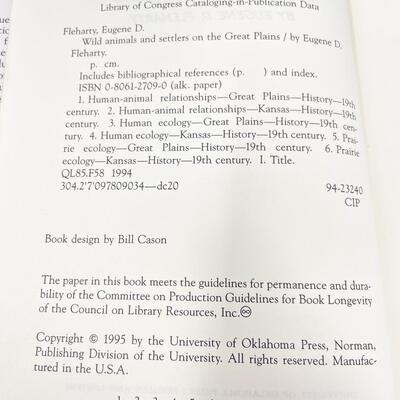 Library of Congress Cataloging-in-Publication Data
Fleharty, Eugene D.
Wild animals and settlers on the Great Plains / by Eugene D.
Fleharty.
p. cm.
Includes bibliographical references (p. ) and index.
ISBN 0-8061-2709-0 (alk. paper)
1. Human-animal relationships—Great Plains—History—19th
century. 2. Human-animal relationships—Kansas—History—19th
century. 3. Human ecology—Great Plains—History—19th cen-
tury. 4. Human ecology—Kansas—History—19th century. 5. Prai-
rie ecology—Great Plains—History—19th century. 6. Prairie
ecology—Kansas—History—19th century. I. Title.
QL85.F58 1994
304.2'7'097809034—dc20 94-23240
CIP
Book design by Bill Cason
The paper in this book meets the guidelines for permanence and dura-
bility of the Committee on Production Guidelines for Book Longevity
of the Council on Library Resources, Inc.♾
Copyright © 1995 by the University of Oklahoma Press, Norman,
Publishing Division of the University. All rights reserved. Manufac-
tured in the U.S.A.
1 2 3 4 5